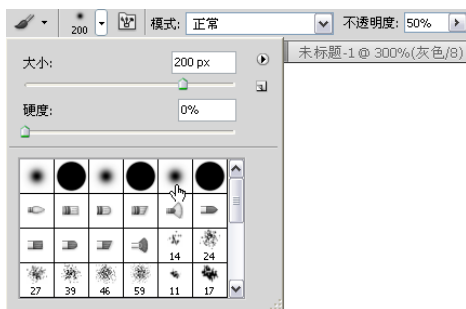 200 模式: 正常 不透明度: 50%
未标题-1 @ 300%(灰色/8)
大小: 200 px
硬度: 0%
14 24
27 39 46 59 11 17